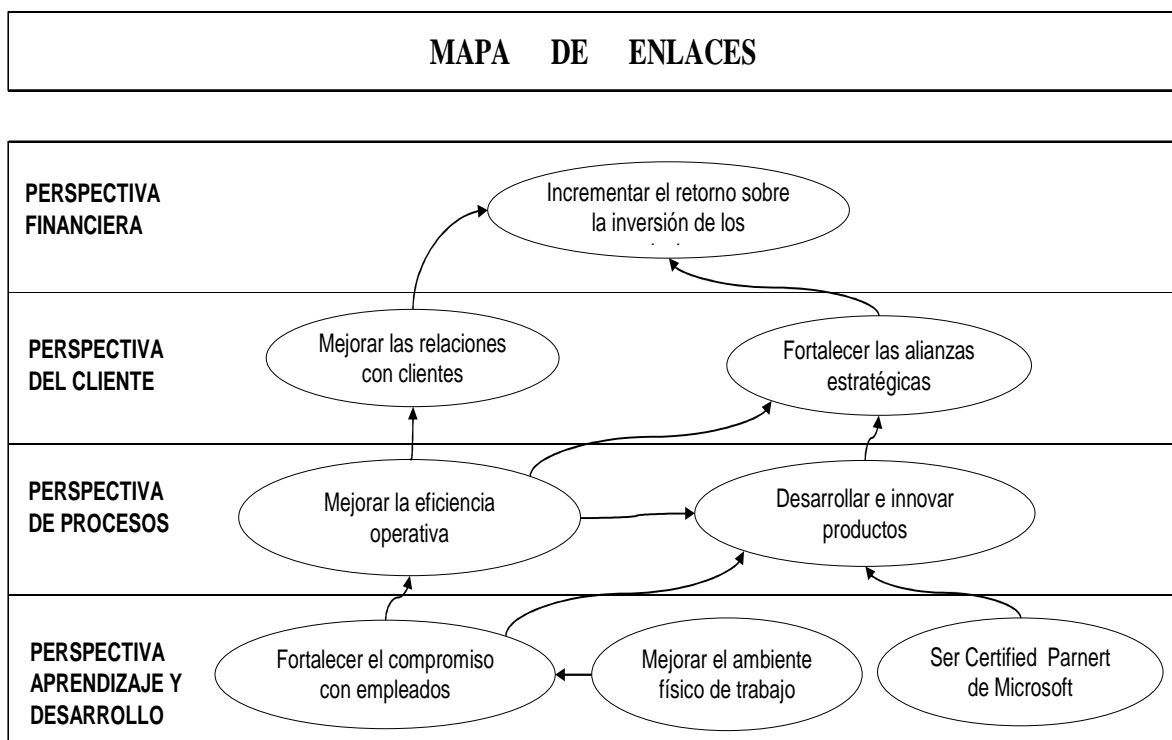 MAPA DE ENLACES
PERSPECTIVA
FINANCIERA
Incrementar el retorno sobre
la inversión de los
PERSPECTIVA
DEL CLIENTE
Mejorar las relaciones
con clientes
Fortalecer las alianzas
estratégicas
PERSPECTIVA
DE PROCESOS
Mejorar la eficiencia
operativa
Desarrollar e innovar
productos
PERSPECTIVA
APRENDIZAJE Y
DESARROLLO
Fortalecer el compromiso
con empleados
Mejorar el ambiente
físico de trabajo
Ser Certified Parnert
de Microsoft